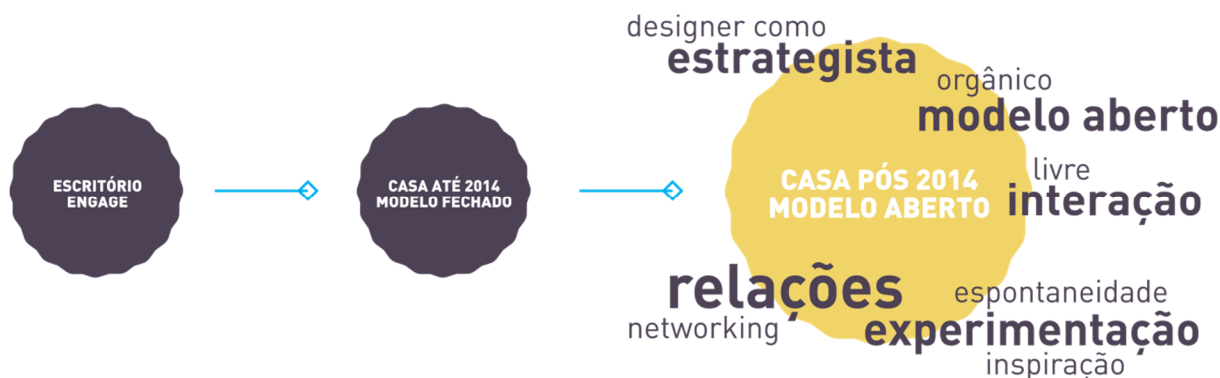 ESCRITÓRIO
ENGAGE
CASA ATÉ 2014
MODELO FECHADO
designer como
estrategista
orgânico
modelo aberto
CASA PÓS 2014
MODELO ABERTO
livre
interação
relações
networking
espontaneidade
experimentação
inspiração